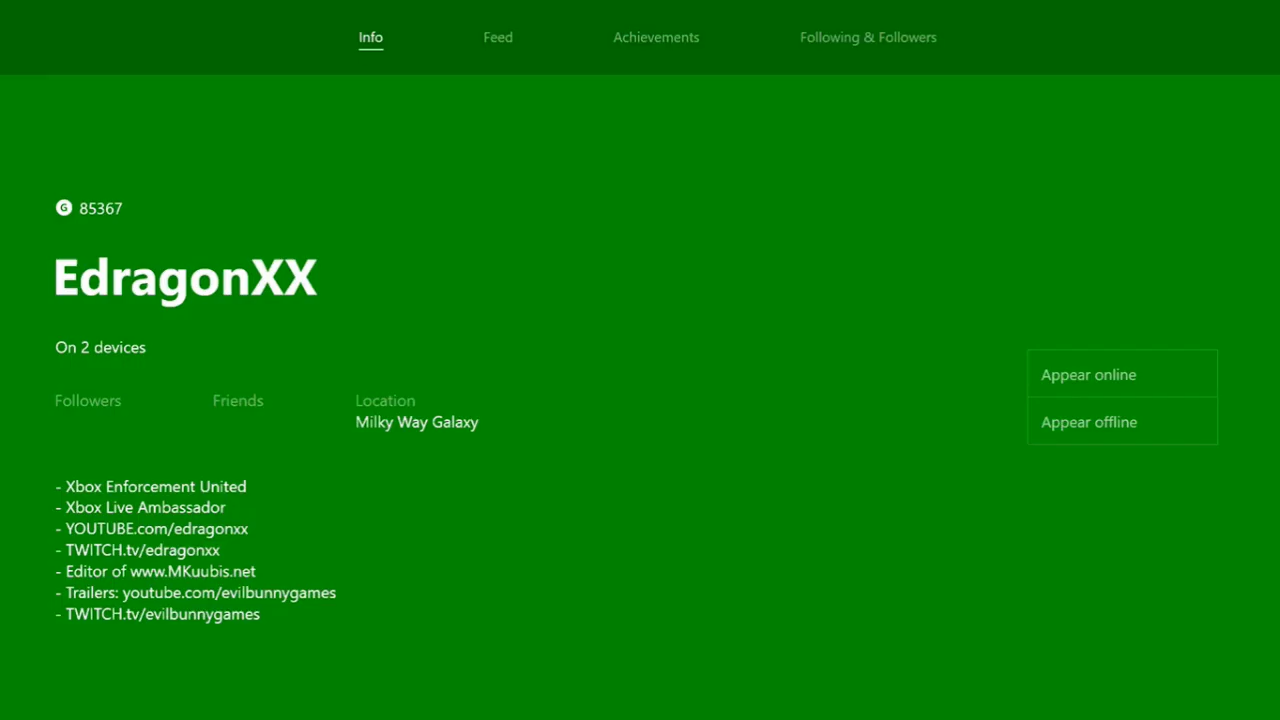 Info Feed Achievements Following & Followers
G 85367
EdragonXX
On 2 devices
Followers Friends Location
Milky Way Galaxy
Appear online
Appear offline
- Xbox Enforcement United
- Xbox Live Ambassador
- YOUTUBE.com/edragonxx
- TWITCH.tv/edragonxx
- Editor of www.MKuubis.net
- Trailers: youtube.com/evilbunnygames
- TWITCH.tv/evilbunnygames